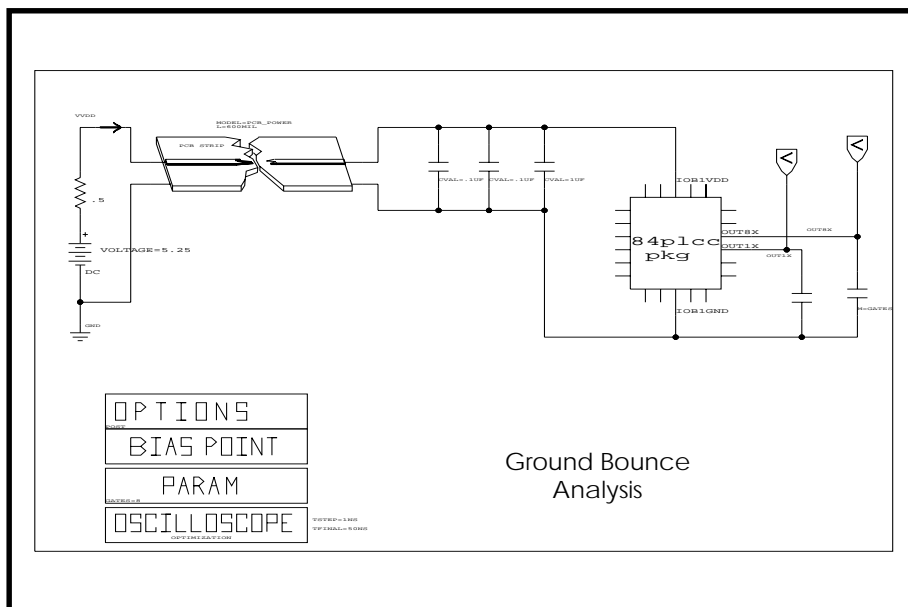 VVDD
MODEL=PCB_POWER
L=600MIL
PCB STRIP
.5
+
VOLTAGE=5.25
DC
GND
CVAL=.1UF
CVAL=.1UF
CVAL=1UF
IOB1VDD
84plcc
pkg
OUT8X
OUT8X
OUT1X
OUT1X
M=GATES
IOB1GND
V
V
OPTIONS
POST
BIAS POINT
PARAM
GATES=8
OSCILLOSCOPE
OPTIMIZATION
TSTEP=1NS
TFINAL=50NS
Ground Bounce
Analysis